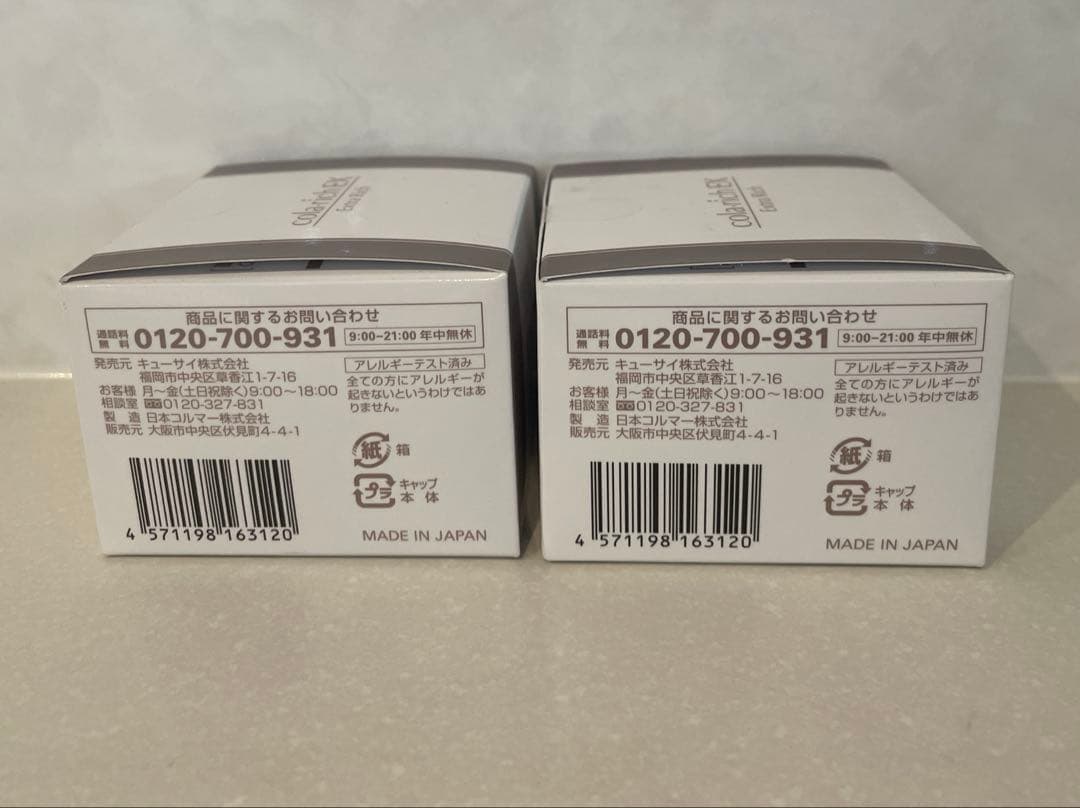 cola·rich EX
Extra Rich
商品に関するお問い合わせ
通話料
無 料 0120-700-931 9:00-21:00 年中無休
発売元 キューサイ株式会社
福岡市中央区草香江1-7-16
お客様 月〜金(土日祝除く)9:00〜18:00
相談室 0120-327-831
製 造 日本コルマー株式会社
販売元 大阪市中央区伏見町4-4-1
アレルギーテスト済み
全ての方にアレルギーが
起きないというわけではあ
りません。
紙 箱
プラ キャップ
本 体
4 571198 163120
MADE IN JAPAN
cola·rich EX
Extra Rich
商品に関するお問い合わせ
通話料
無 料 0120-700-931 9:00-21:00 年中無休
発売元 キューサイ株式会社
福岡市中央区草香江1-7-16
お客様 月〜金(土日祝除く)9:00〜18:00
相談室 0120-327-831
製 造 日本コルマー株式会社
販売元 大阪市中央区伏見町4-4-1
アレルギーテスト済み
全ての方にアレルギーが
起きないというわけではあ
りません。
紙 箱
プラ キャップ
本 体
4 571198 163120
MADE IN JAPAN